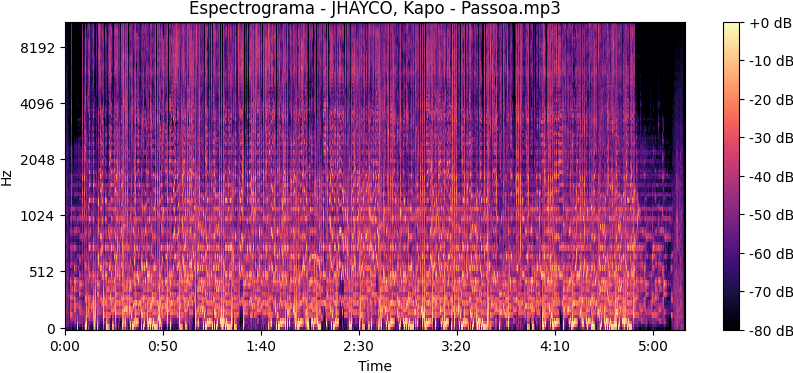 Espectrograma - JHAYCO, Kapo - Passoa.mp3
Hz
8192
4096
2048
1024
512
0
0:00 0:50 1:40 2:30 3:20 4:10 5:00
Time
+0 dB
-10 dB
-20 dB
-30 dB
-40 dB
-50 dB
-60 dB
-70 dB
-80 dB